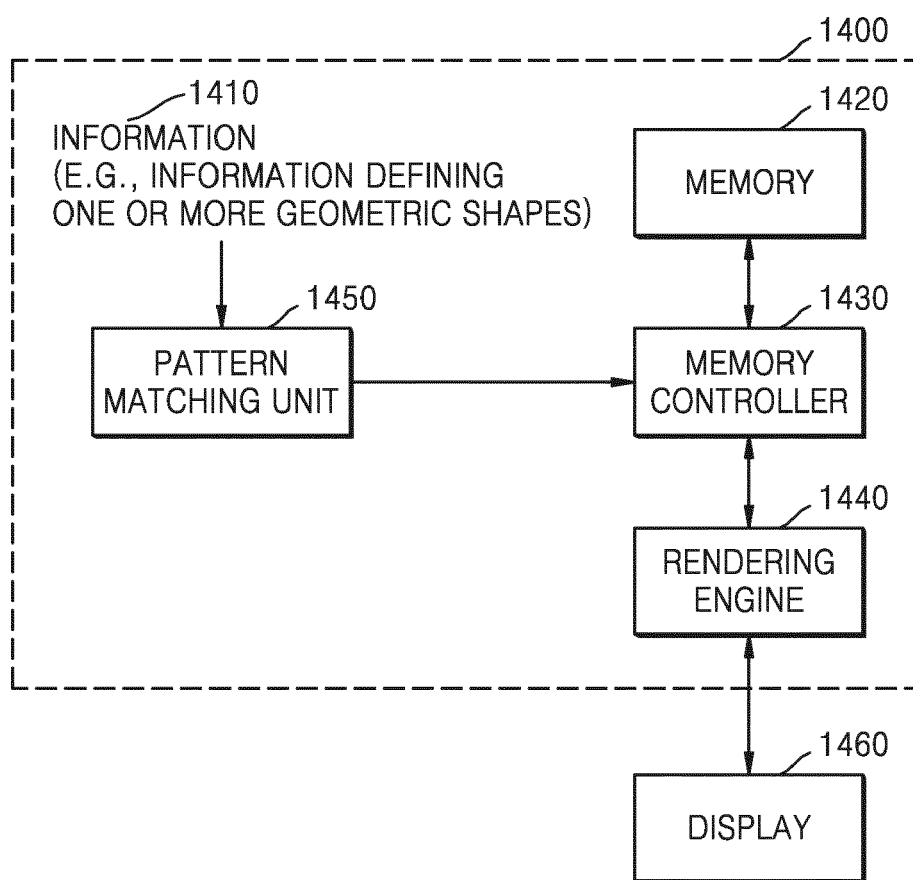 1400
1410
INFORMATION
(E.G., INFORMATION DEFINING
ONE OR MORE GEOMETRIC SHAPES)
1420
MEMORY
1450
PATTERN
MATCHING UNIT
1430
MEMORY
CONTROLLER
1440
RENDERING
ENGINE
1460
DISPLAY